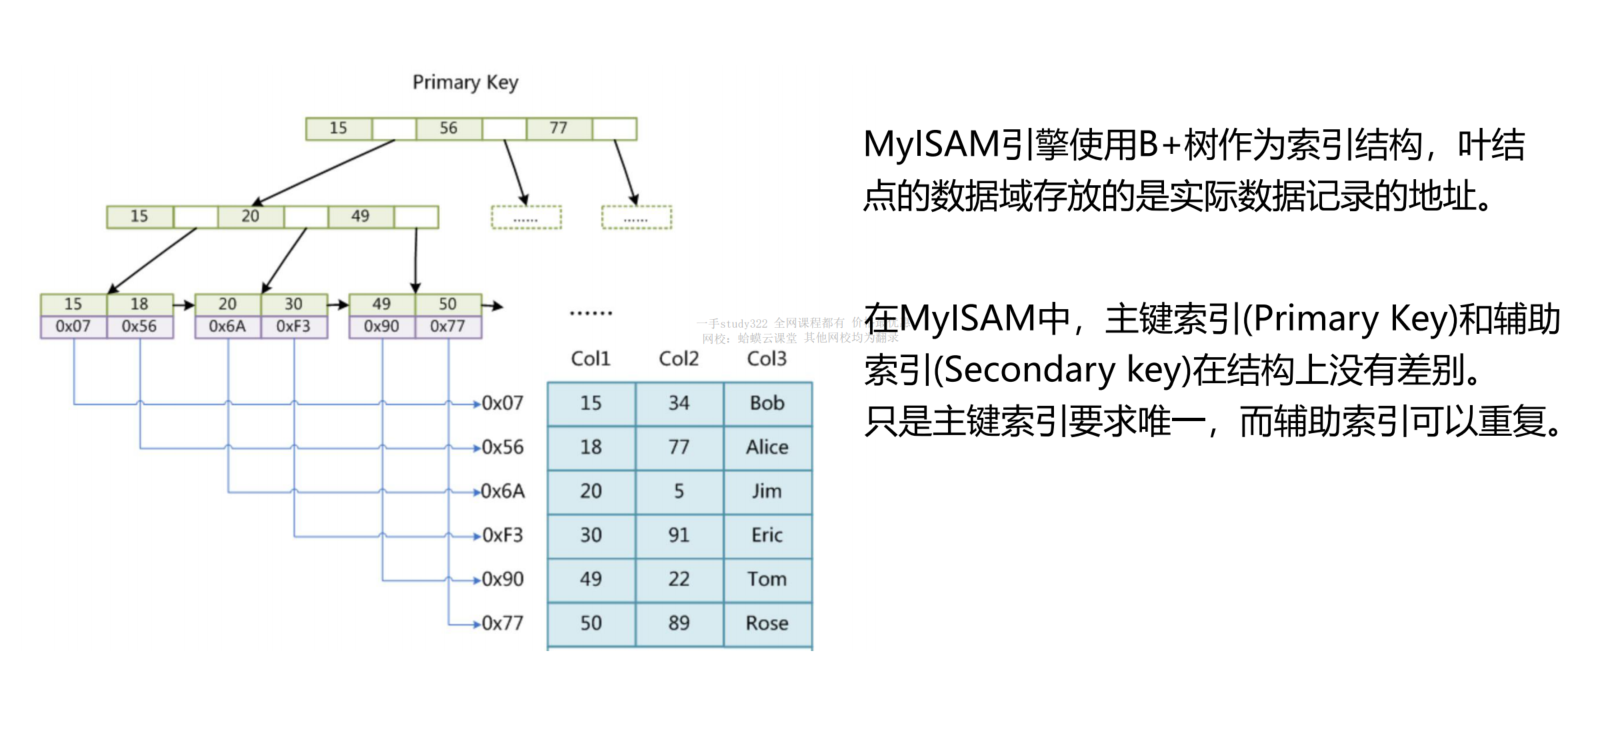 Primary Key
15 56 77
15 20 49
...... ......
15 18 20 30 49 50
0x07 0x56 0x6A 0xF3 0x90 0x77
......
Col1 Col2 Col3
0x07 15 34 Bob
0x56 18 77 Alice
0x6A 20 5 Jim
0xF3 30 91 Eric
0x90 49 22 Tom
0x77 50 89 Rose
MyISAM引擎使用B+树作为索引结构，叶结
点的数据域存放的是实际数据记录的地址。
在MyISAM中，主键索引(Primary Key)和辅助
索引(Secondary key)在结构上没有差别。
只是主键索引要求唯一，而辅助索引可以重复。
一手study322 全网课程都有
网校：蛤蟆云课堂 其他网校均为翻录